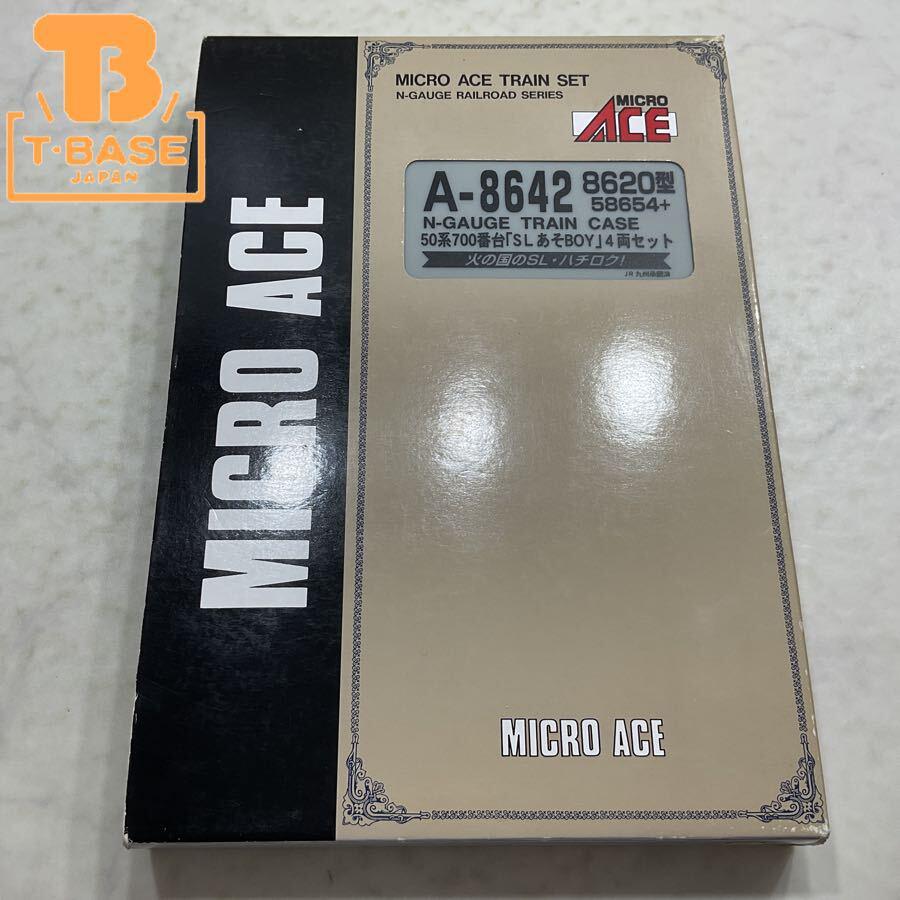 TB
T・BASE
JAPAN
MICRO ACE TRAIN SET
N-GAUGE RAILROAD SERIES
MICRO
ACE
A-8642 8620型
58654+
N-GAUGE TRAIN CASE
50系700番台「SLあそBOY」4両セット
火の国のSL・ハチロク!
JR九州承認済
MICRO ACE
MICRO ACE